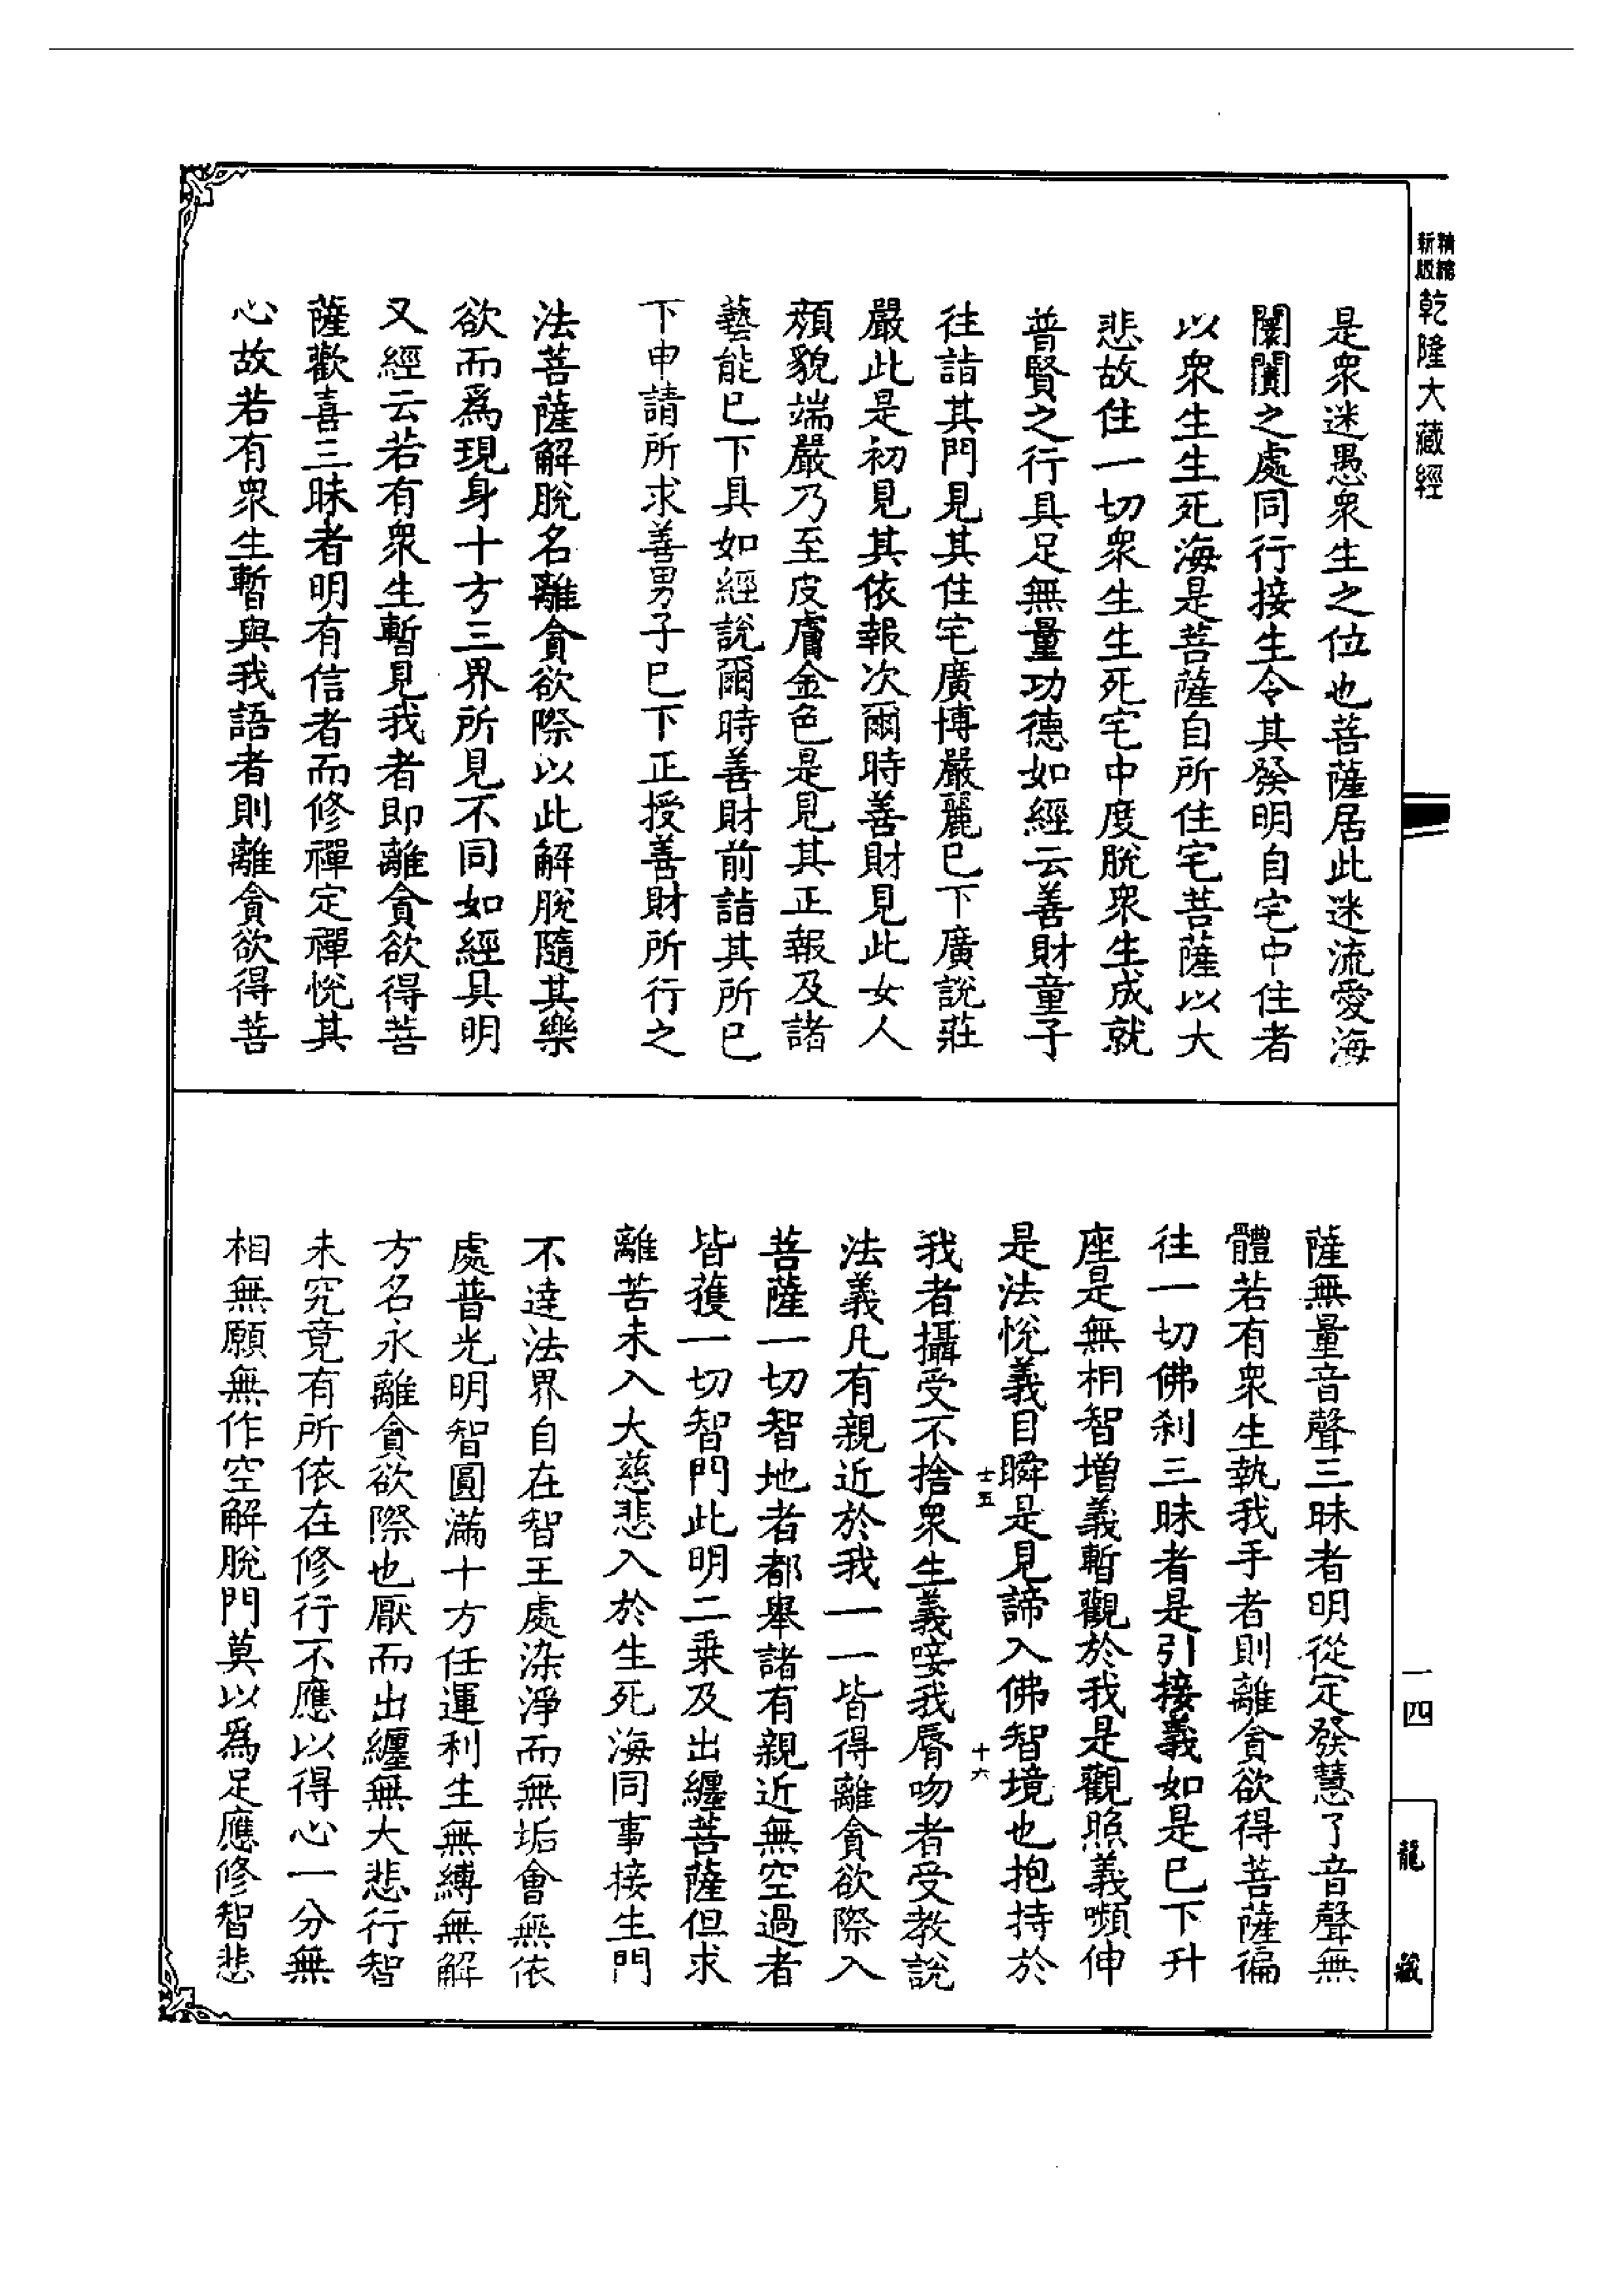 精縮
新版
乾隆大藏經
是衆迷愚衆生之位也菩薩居此迷流愛海
闤闠之處同行接生令其發明自宅中住者
以衆生生死海是菩薩自所住宅菩薩以大
悲故住一切衆生生死宅中度脫衆生成就
普賢之行具足無量功德如經云善財童子
往詣其門見其住宅廣博嚴麗已下廣說莊
嚴此是初見其依報次爾時善財見此女人
顏貌端嚴乃至皮膚金色是見其正報及諸
藝能已下具如經說爾時善財前詣其所已
下申請所求善男子已下正授善財所行之
法菩薩解脫名離貪欲際以此解脫隨其樂
欲而爲現身十方三界所見不同如經具明
又經云若有衆生暫見我者即離貪欲得菩
薩歡喜三昧者明有信者而修禪定禪悅其
心故若有衆生暫與我語者則離貪欲得菩
薩無量音聲三昧者明從定發慧了音聲無
體若有衆生執我手者則離貪欲得菩薩徧
往一切佛刹三昧者是引接義如是已下升
座是無相智增義暫觀於我是觀照義嚬伸
是法悅義目瞬是見諦入佛智境也抱持於
十五
十六
我者攝受不捨衆生義唼我脣吻者受教說
法義凡有親近於我一一皆得離貪欲際入
菩薩一切智地者都舉諸有親近無空過者
皆獲一切智門此明二乗及出纏菩薩但求
離苦未入大慈悲入於生死海同事接生門
不達法界自在智王處染淨而無垢會無依
處普光明智圓滿十方任運利生無縛無解
方名永離貪欲際也厭而出纏無大悲行智
未究竟有所依在修行不應以得心一分無
相無願無作空解脫門莫以爲足應修智悲
一四
龍藏